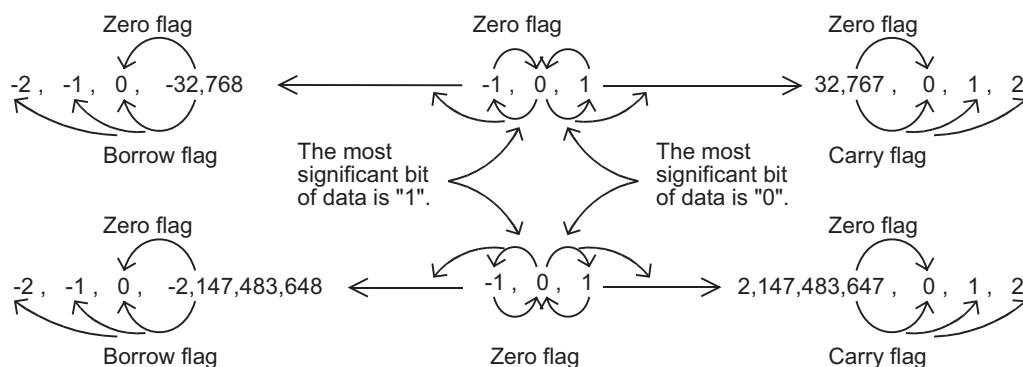 Zero flag Zero flag Zero flag
-2 , -1 , 0 , -32,768 -1 , 0 , 1 32,767 , 0 , 1 , 2
Borrow flag Carry flag
The most
significant bit
of data is "1".
The most
significant bit
of data is "0".
Zero flag Zero flag
-2 , -1 , 0 , -2,147,483,648 -1 , 0 , 1 2,147,483,647 , 0 , 1 , 2
Borrow flag Zero flag Carry flag